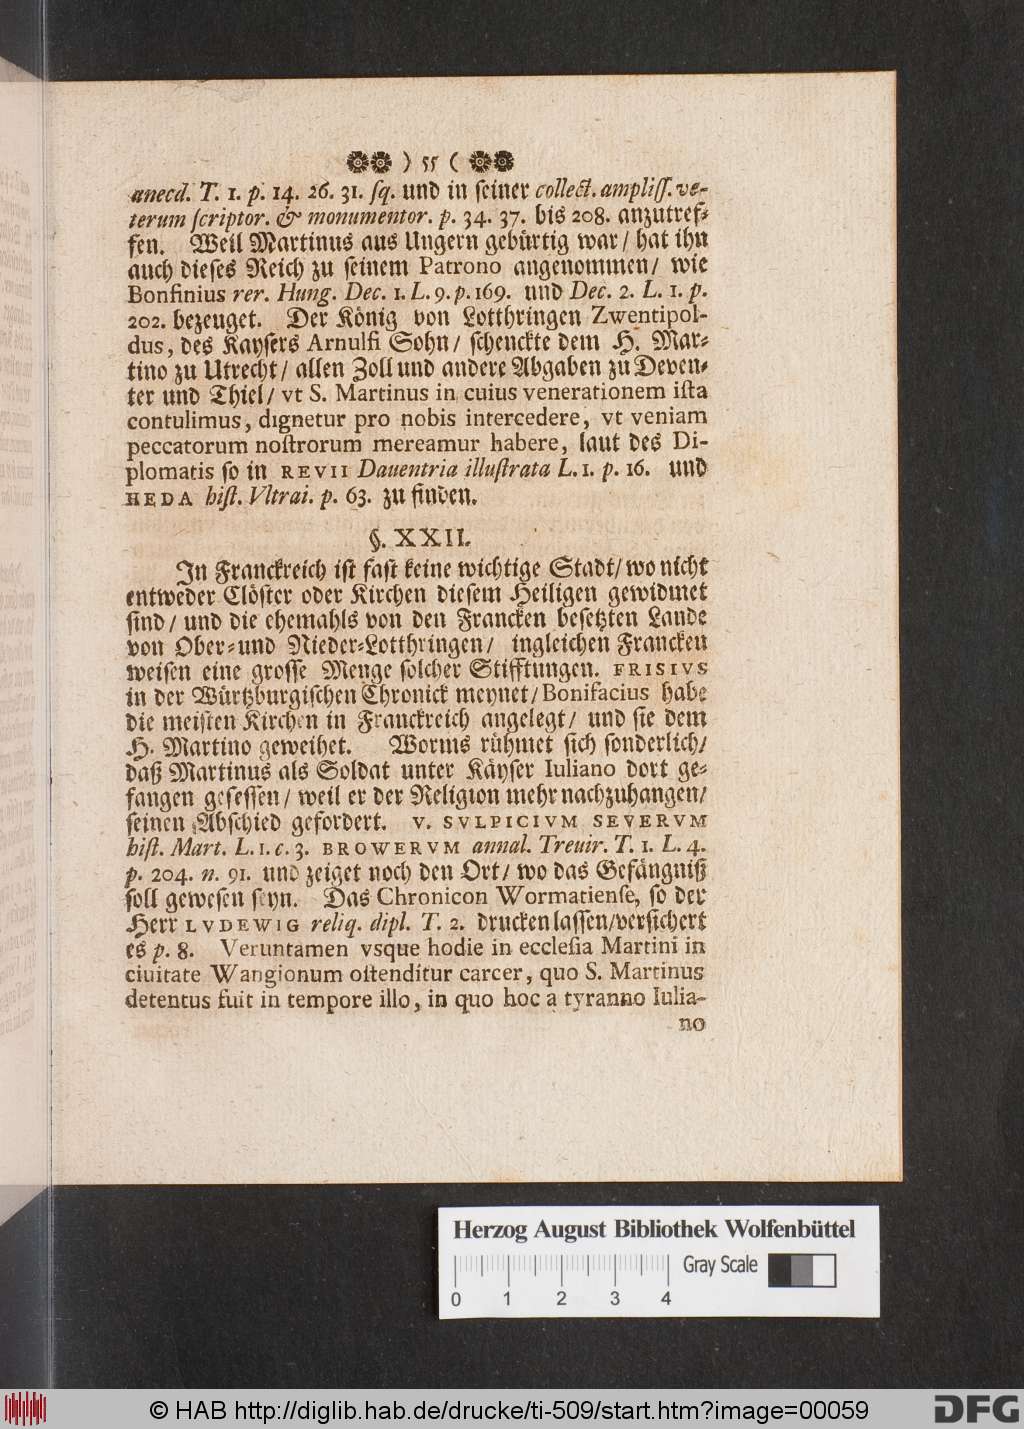 ) 55 (
anecd. T. 1. p. 14. 26. 31. ſq. und in ſeiner collect. ampliſſ. ve-
terum ſcriptor. & monumentor. p. 34. 37. bis 208. anzutref-
fen. Weil Martinus aus Ungern gebürtig war/ hat ihn
auch dieſes Reich zu ſeinem Patrono angenommen/ wie
Bonfinius rer. Hung. Dec. 1. L. 9. p. 169. und Dec. 2. L. 1. p.
202. bezeuget. Der König von Lotthringen Zwentipol-
dus, des Kayſers Arnulfi Sohn/ ſchenckte dem H. Mar-
tino zu Utrecht/ allen Zoll und andere Abgaben zu Deven-
ter und Thiel/ vt S. Martinus in cuius venerationem iſta
contulimus, dignetur pro nobis intercedere, vt veniam
peccatorum noſtrorum mereamur habere, laut des Di-
plomatis ſo in REVII Dauentria illuſtrata L. 1. p. 16. und
HEDA hiſt. Vltrai. p. 63. zu finden.
§. XXII.
In Franckreich iſt faſt keine wichtige Stadt/ wo nicht
entweder Clöſter oder Kirchen dieſem Heiligen gewidmet
ſind/ und die ehemahls von den Francken beſetzten Lande
von Ober- und Nieder-Lotthringen/ ingleichen Francken
weiſen eine groſſe Menge ſolcher Stifftungen. FRISIVS
in der Würtzburgiſchen Chronick meynet/ Bonifacius habe
die meiſten Kirchen in Franckreich angelegt/ und ſie dem
H. Martino geweihet. Worms rühmet ſich ſonderlich/
daß Martinus als Soldat unter Käyſer Iuliano dort ge-
fangen geſeſſen/ weil er der Religion mehr nachzuhangen/
ſeinen Abſchied gefordert. V. SVLPICIVM SEVERVM
hiſt. Mart. L. 1. c. 3. BROWERVM annal. Treuir. T. 1. L. 4.
p. 204. n. 91. und zeiget noch den Ort/ wo das Gefängniß
ſoll geweſen ſeyn. Das Chronicon Wormatienſe, ſo der
Herr LVDEWIG reliq. dipl. T. 2. drucken laſſen/ verſichert
es p. 8. Veruntamen vsque hodie in eccleſia Martini in
ciuitate Wangionum oſtenditur carcer, quo S. Martinus
detentus fuit in tempore illo, in quo hoc a tyranno Iulia-
no
Herzog August Bibliothek Wolfenbüttel
Gray Scale
0 1 2 3 4
© HAB http://diglib.hab.de/drucke/ti-509/start.htm?image=00059
DFG